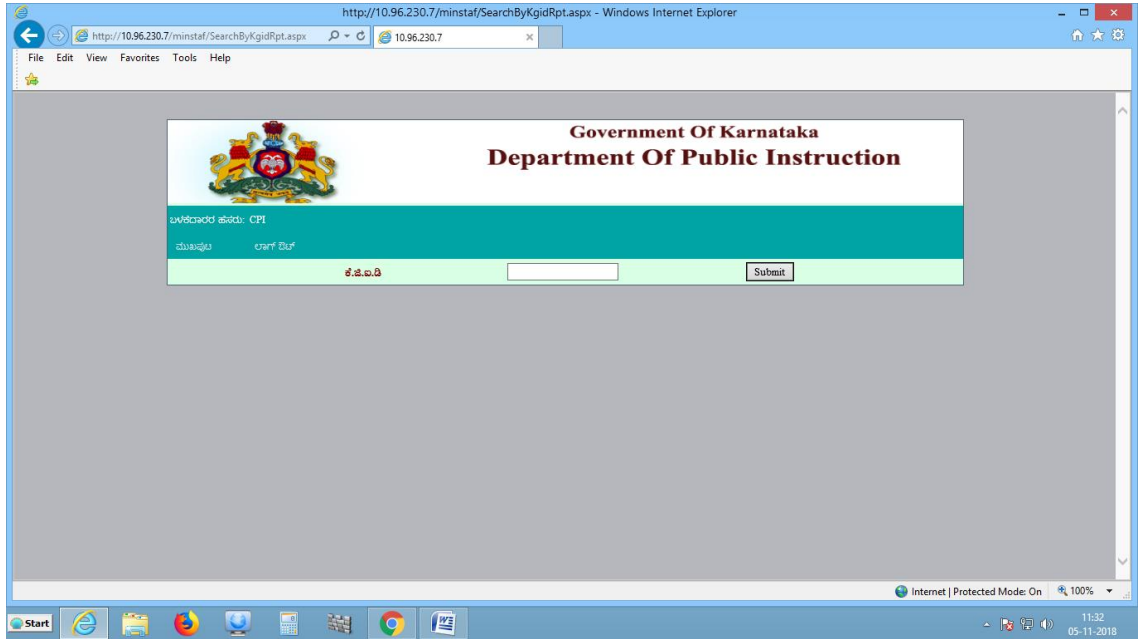 http://10.96.230.7/minstaf/SearchByKgidRpt.aspx - Windows Internet Explorer
http://10.96.230.7/minstaf/SearchByKgidRpt.aspx
10.96.230.7
File Edit View Favorites Tools Help
Government Of Karnataka
Department Of Public Instruction
ಬಳಕೆದಾರರ ಹೆಸರು: CPI
ಮುಖಪುಟ ಲಾಗ್ ಔಟ್
ಕೆ.ಜಿ.ಐ.ಡಿ Submit
Internet | Protected Mode: On 100%
Start 11:32
05-11-2018